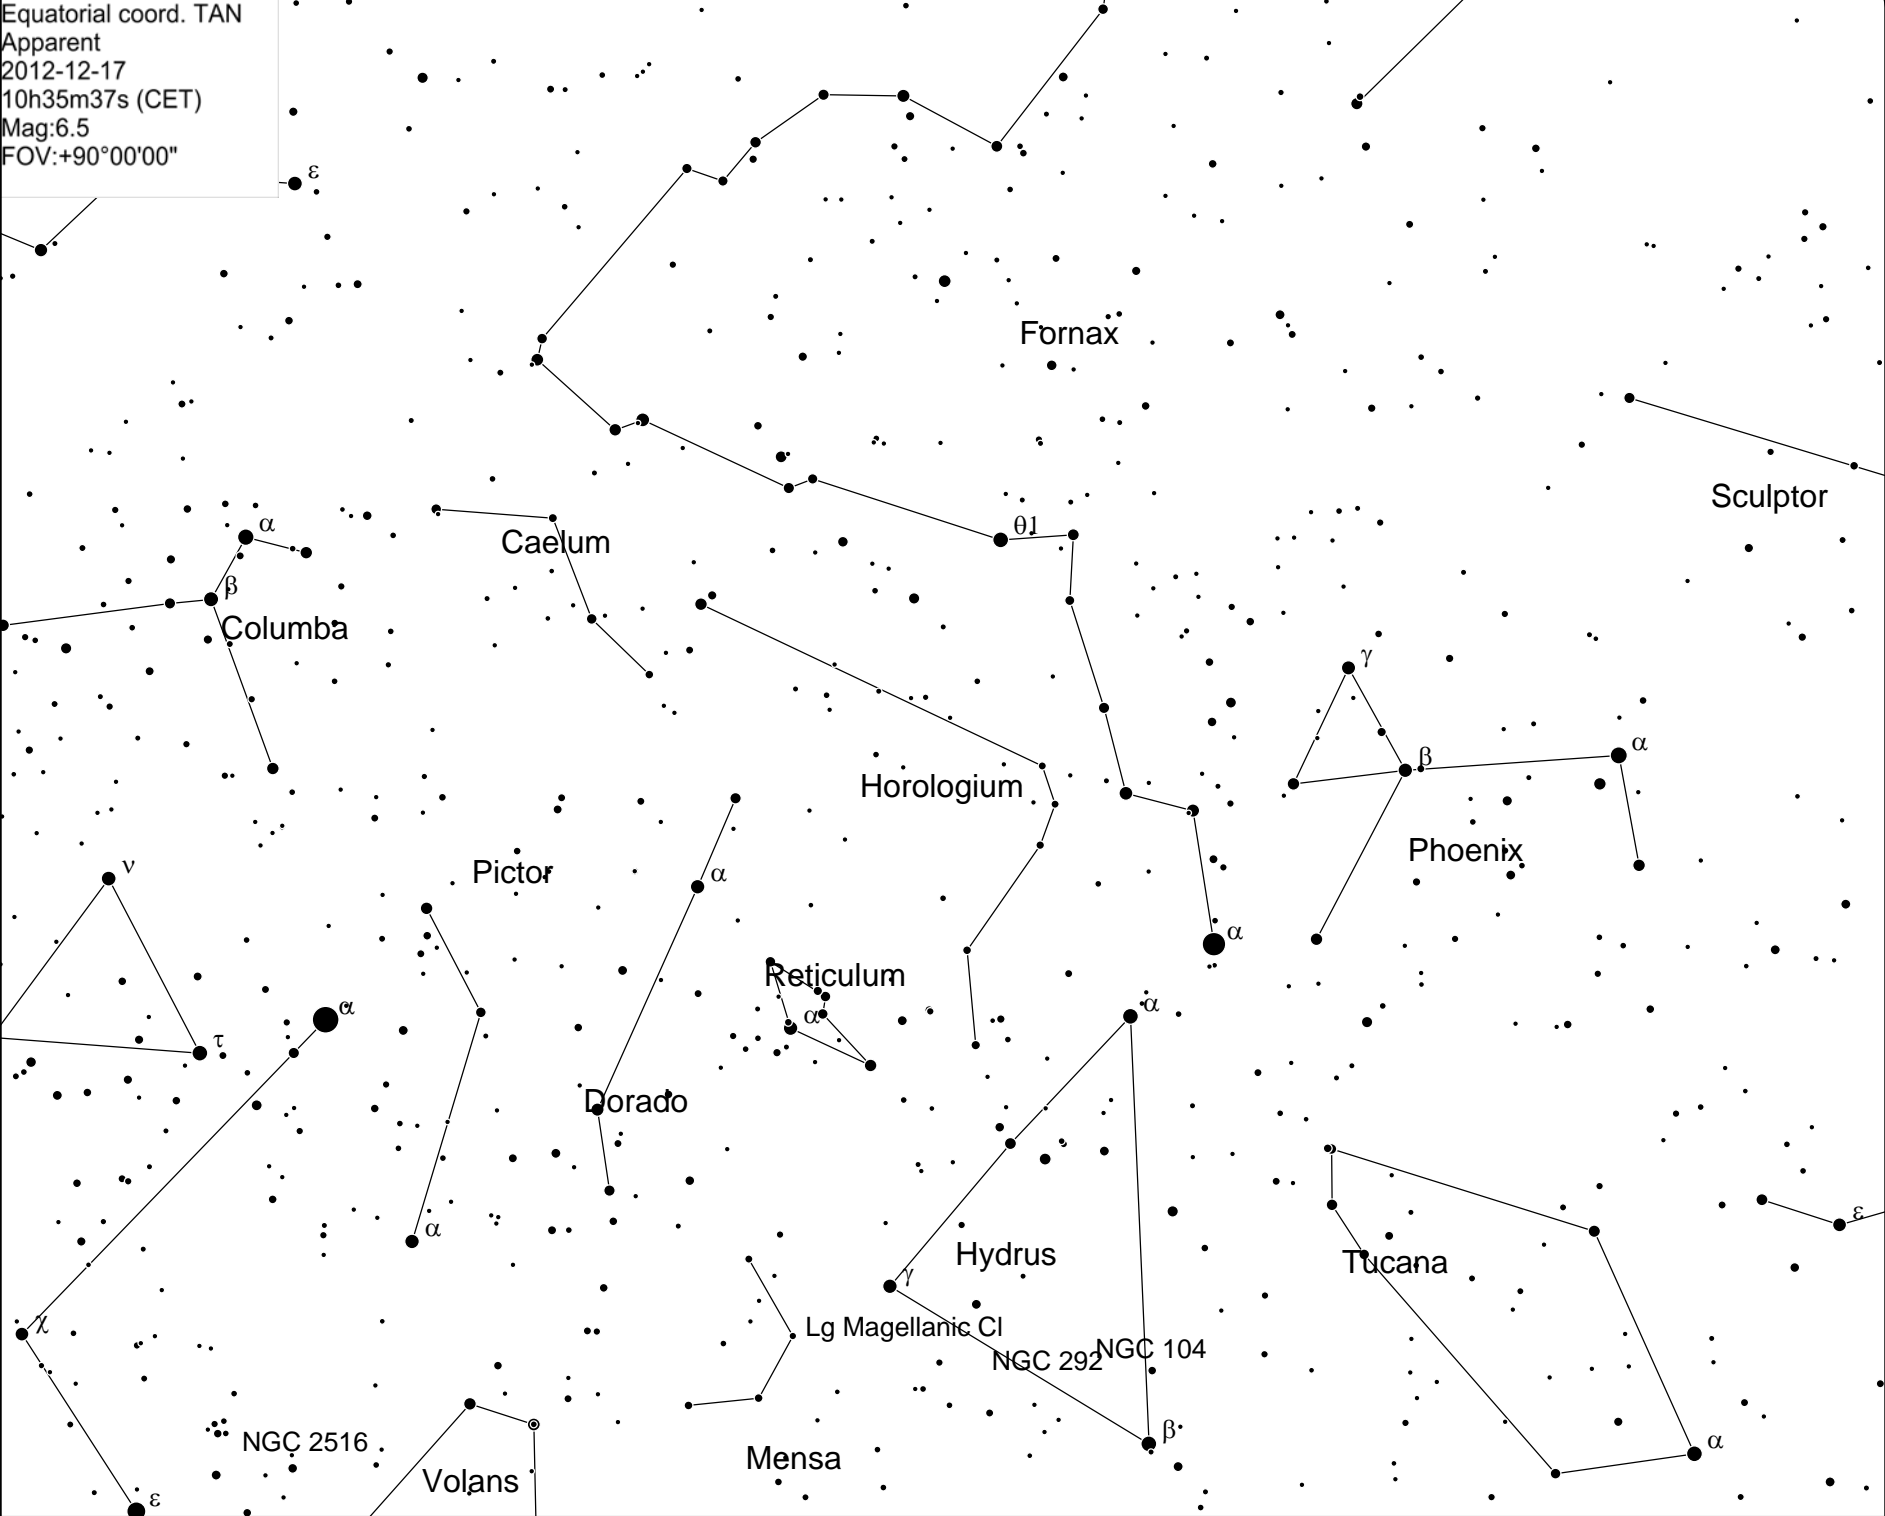 Equatorial coord. TAN
Apparent
2012-12-17
10h35m37s (CET)
Mag:6.5
FOV:+90°00'00"
ε
Fornax
Sculptor
θ1
α
Caelum
β
Columba
γ
α
β
Horologium
Phoenix
ν
Pictor
α
α
Reticulum
α
α
α
τ
Dorado
α
ε
Hydrus
Tucana
γ
χ
Lg Magellanic Cl
NGC 292
NGC 104
β
α
NGC 2516
Mensa
Volans
ε